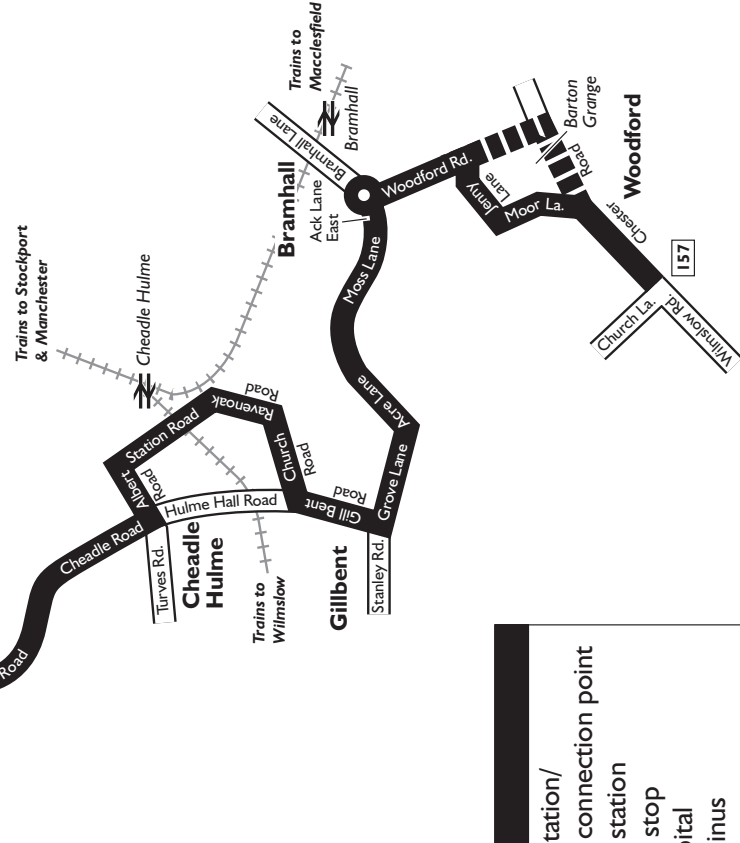 Road
Cheadle Road
Trains to Stockport
& Manchester
Cheadle Hulme
Albert
Road
Station Road
Turves Rd.
Hulme Hall Road
Cheadle
Hulme
Ravenoak
Road
Church
Road
Trains to
Wilmslow
Gillbent
Gill Bent
Road
Stanley Rd.
Grove Lane
Acre Lane
Moss Lane
Bramhall
Ack Lane
East
Bramhall Lane
Trains to
Macclesfield
Bramhall
Woodford Rd.
Jenny
Lane
Moor La.
Barton
Grange
Chester
Road
Woodford
157
Church La.
Wilmslow Rd.
tation/
connection point
station
stop